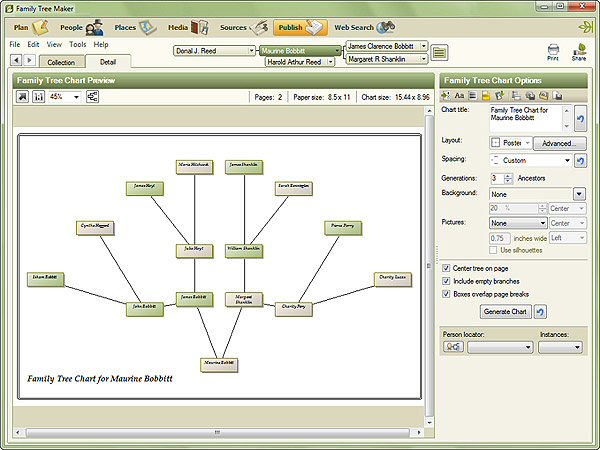 Family Tree Maker
Plan People Places Media Sources Publish Web Search
File Edit View Tools Help
Donal J. Reed
Maurine Bobbitt
Harold Arthur Reed
James Clarence Bobbitt
Margaret R Shanklin
Print
Share
Collection Detail
Family Tree Chart Preview
45%
Pages: 2 Paper size: 8.5 x 11 Chart size: 15.44 x 8.96
Maria Hitchcock
James Shanklin
James Hoyt
Sarah Bonnington
Pierce Perry
Julia Hoyt
William Shanklin
Isham Bobbitt
Charity Lucas
John Bobbitt
James Bobbitt
Margaret
Shanklin
Charity Perry
Maurine Bobbitt
Family Tree Chart for Maurine Bobbitt
Family Tree Chart Options
Chart title:
Family Tree Chart for
Maurine Bobbitt
Layout: Poster Advanced...
Spacing: Custom
Generations: 3 Ancestors
Background: None
20 % Center
Pictures: None Center
0.75 inches wide Left
Use silhouettes
Center tree on page
Include empty branches
Boxes overlap page breaks
Generate Chart
Person locator: Instances: